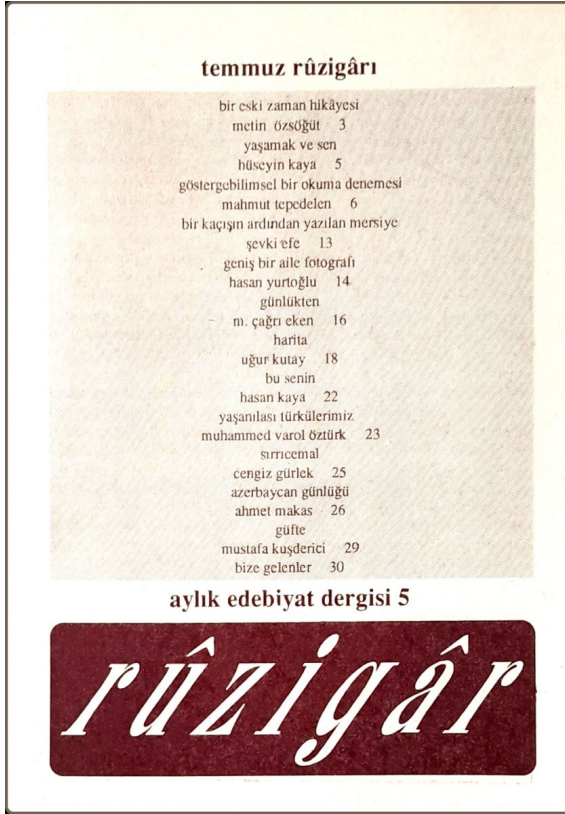 temmuz rûzigârı
bir eski zaman hikâyesi
metin özsöğüt 3
yaşamak ve sen
hüseyin kaya 5
göstergebilimsel bir okuma denemesi
mahmut tepedelen 6
bir kaçışın ardından yazılan mersiye
şevki efe 13
geniş bir aile fotografı
hasan yurtoğlu 14
günlükten
m. çağrı eken 16
harita
uğur kutay 18
bu senin
hasan kaya 22
yaşanılası türkülerimiz
muhammed varol öztürk 23
sırrıcemal
cengiz gürlek 25
azerbaycan günlüğü
ahmet makas 26
güfte
mustafa kuşderici 29
bize gelenler 30
aylık edebiyat dergisi 5
rûzigâr